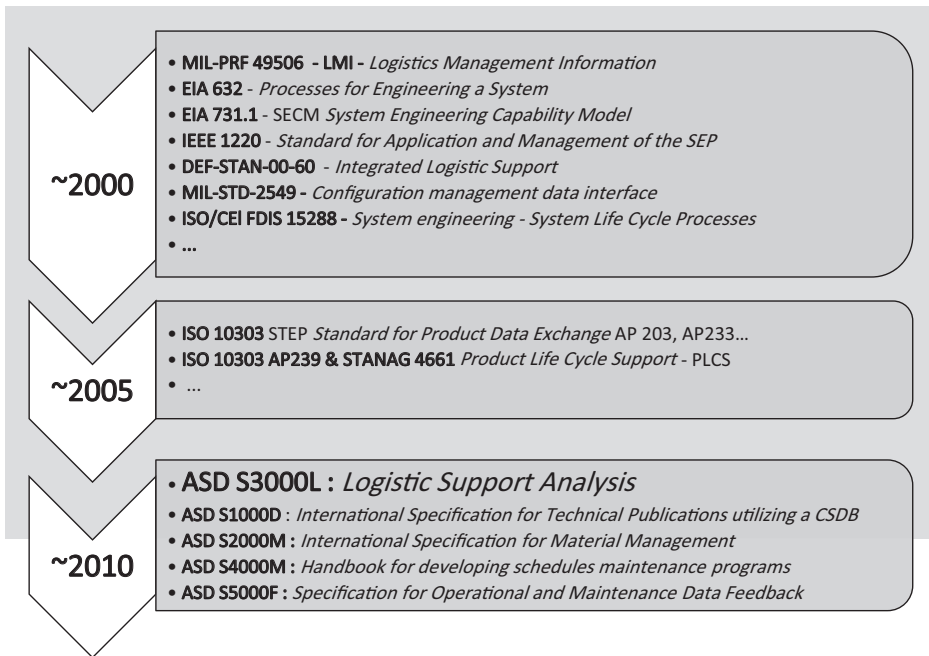 ~2000
• MIL-PRF 49506 - LMI - Logistics Management Information
• EIA 632 - Processes for Engineering a System
• EIA 731.1 - SECM System Engineering Capability Model
• IEEE 1220 - Standard for Application and Management of the SEP
• DEF-STAN-00-60 - Integrated Logistic Support
• MIL-STD-2549 - Configuration management data interface
• ISO/CEI FDIS 15288 - System engineering - System Life Cycle Processes
• ...
~2005
• ISO 10303 STEP Standard for Product Data Exchange AP 203, AP233...
• ISO 10303 AP239 & STANAG 4661 Product Life Cycle Support - PLCS
• ...
~2010
• ASD S3000L : Logistic Support Analysis
• ASD S1000D : International Specification for Technical Publications utilizing a CSDB
• ASD S2000M : International Specification for Material Management
• ASD S4000M : Handbook for developing schedules maintenance programs
• ASD S5000F : Specification for Operational and Maintenance Data Feedback